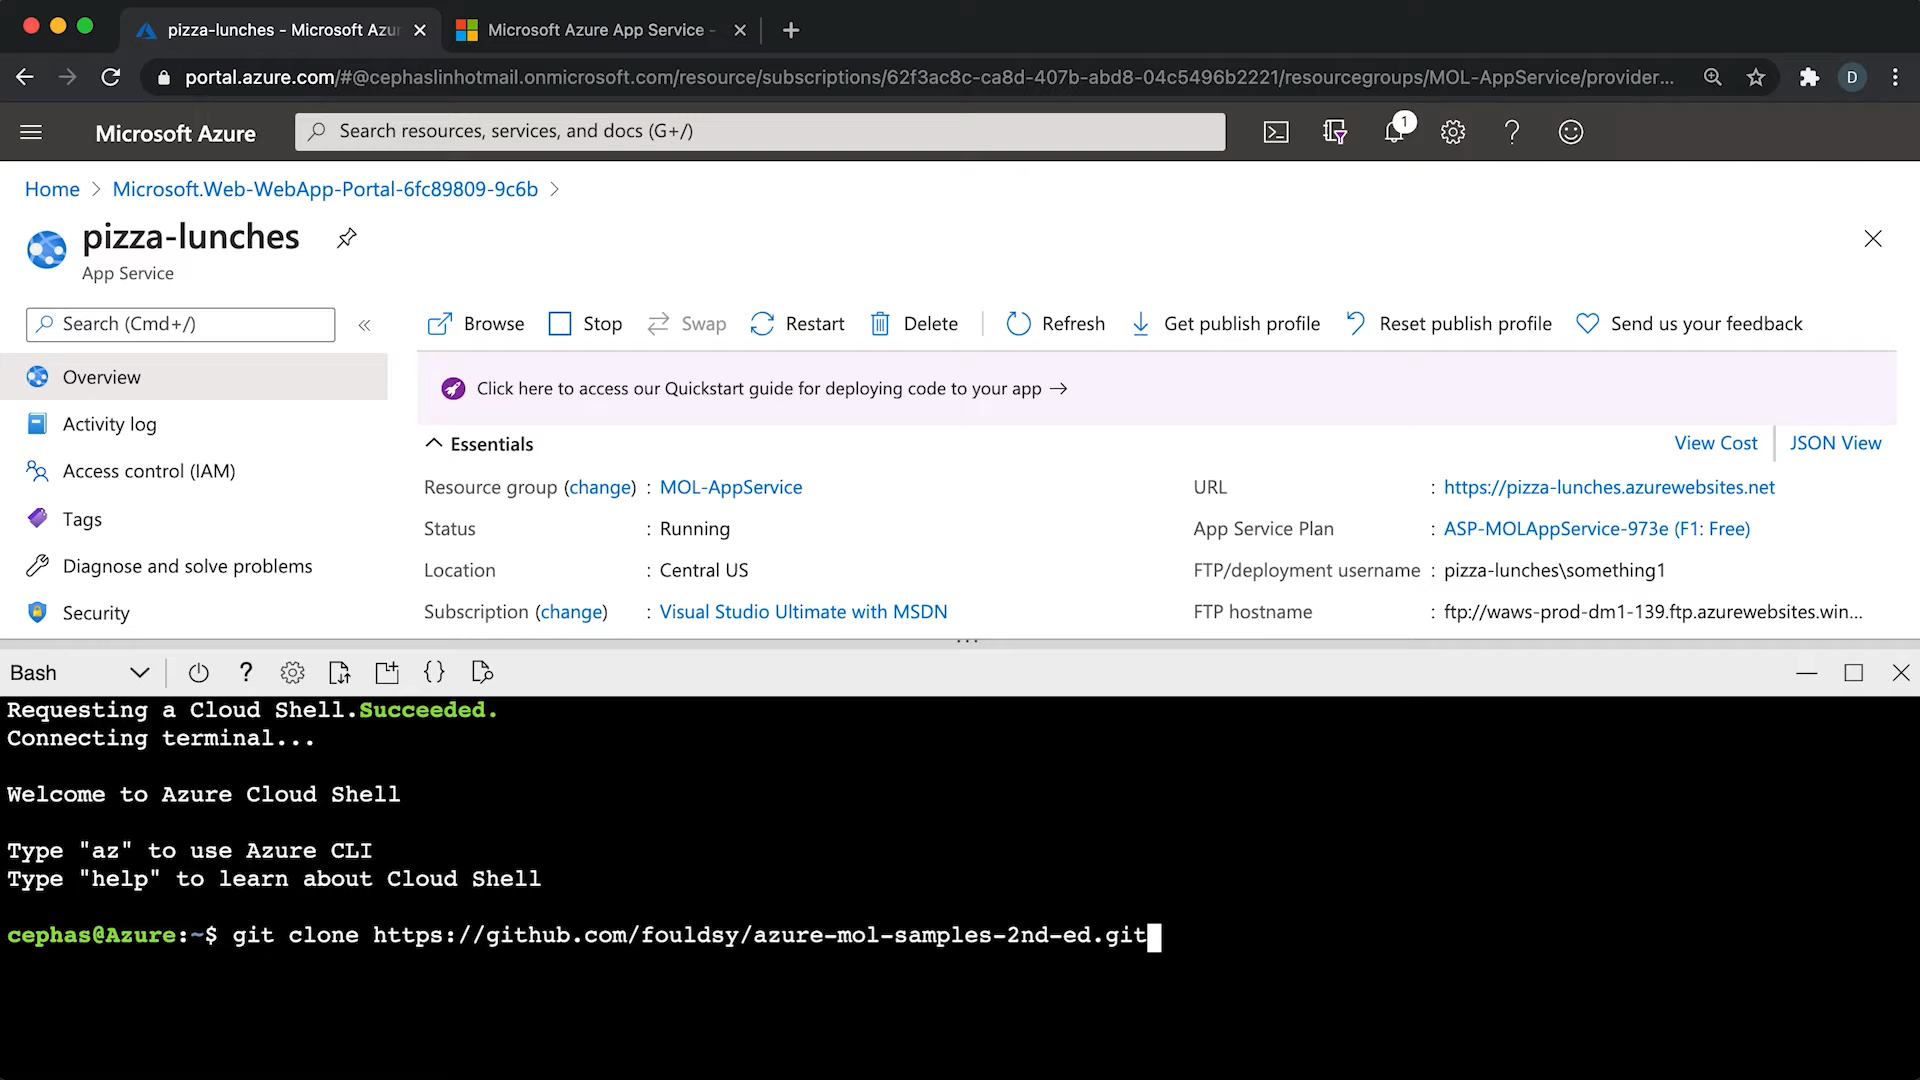 pizza-lunches - Microsoft Azur
Microsoft Azure App Service -
portal.azure.com/#@cephaslinhotmail.onmicrosoft.com/resource/subscriptions/62f3ac8c-ca8d-407b-abd8-04c5496b2221/resourcegroups/MOL-AppService/provider...
D
Microsoft Azure
Search resources, services, and docs (G+/)
1
Home > Microsoft.Web-WebApp-Portal-6fc89809-9c6b >
pizza-lunches
App Service
Search (Cmd+/)
«
Browse Stop Swap Restart Delete Refresh Get publish profile Reset publish profile Send us your feedback
Overview
Activity log
Access control (IAM)
Tags
Diagnose and solve problems
Security
Click here to access our Quickstart guide for deploying code to your app →
Essentials
View Cost JSON View
Resource group (change) : MOL-AppService
Status : Running
Location : Central US
Subscription (change) : Visual Studio Ultimate with MSDN
URL : https://pizza-lunches.azurewebsites.net
App Service Plan : ASP-MOLAppService-973e (F1: Free)
FTP/deployment username : pizza-lunches\something1
FTP hostname : ftp://waws-prod-dm1-139.ftp.azurewebsites.win...
...
Bash ? {}
Requesting a Cloud Shell.Succeeded.
Connecting terminal...
Welcome to Azure Cloud Shell
Type "az" to use Azure CLI
Type "help" to learn about Cloud Shell
cephas@Azure:~$ git clone https://github.com/fouldsy/azure-mol-samples-2nd-ed.git